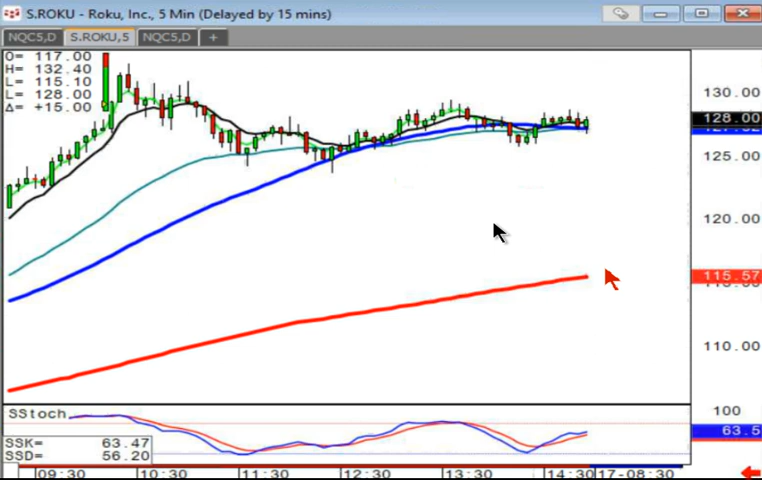 S.ROKU - Roku, Inc., 5 Min (Delayed by 15 mins)
NQC5,D S.ROKU,5 NQC5,D +
O= 117.00
H= 132.40
L= 115.10
L= 128.00
Δ= +15.00
130.00
128.00
125.00
120.00
115.57
110.00
SStoch
100
63.5
SSK= 63.47
SSD= 56.20
09:30 10:30 11:30 12:30 13:30 14:30 17-08:30